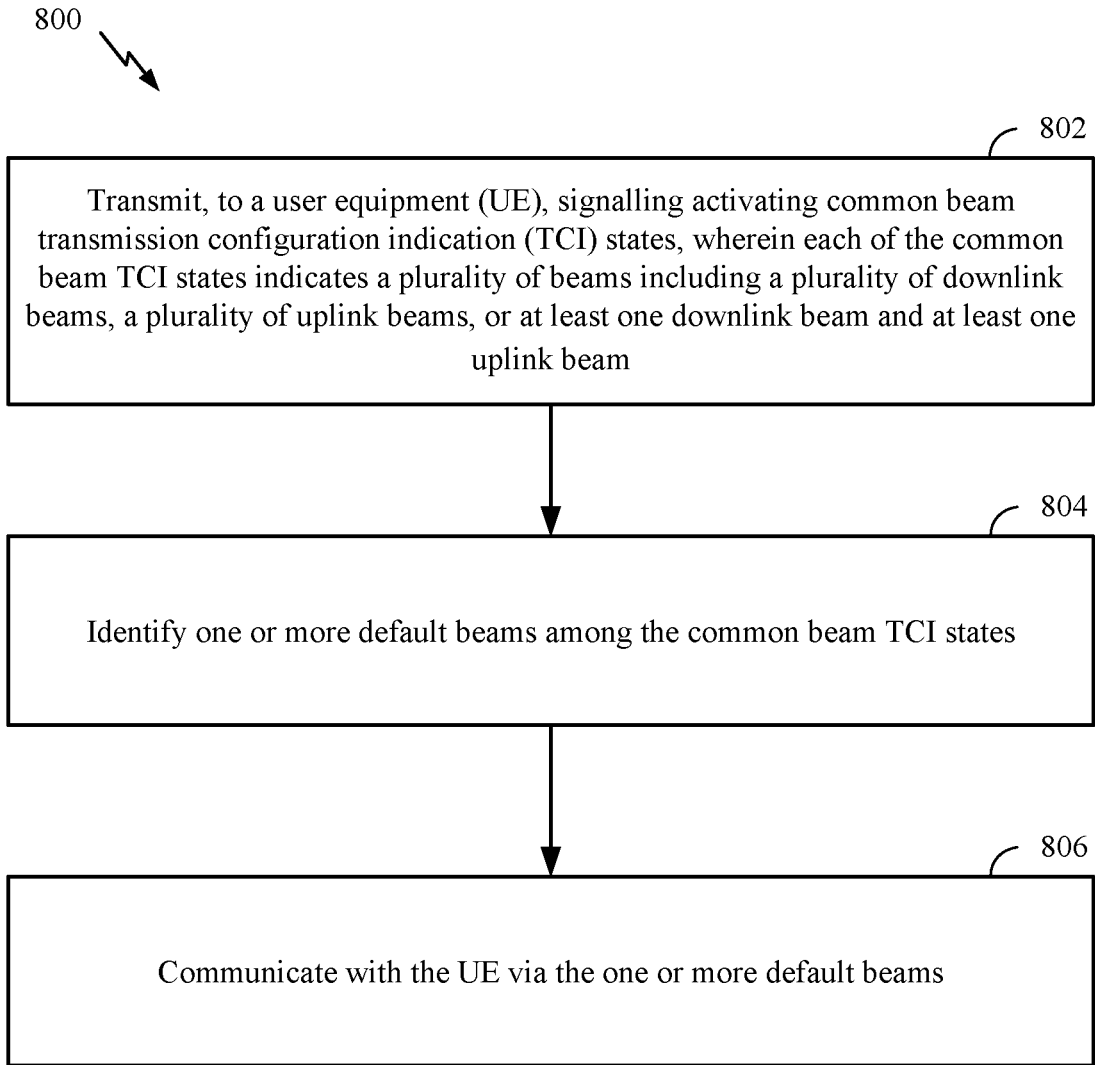 800
802
Transmit, to a user equipment (UE), signalling activating common beam
transmission configuration indication (TCI) states, wherein each of the common
beam TCI states indicates a plurality of beams including a plurality of downlink
beams, a plurality of uplink beams, or at least one downlink beam and at least one
uplink beam
804
Identify one or more default beams among the common beam TCI states
806
Communicate with the UE via the one or more default beams